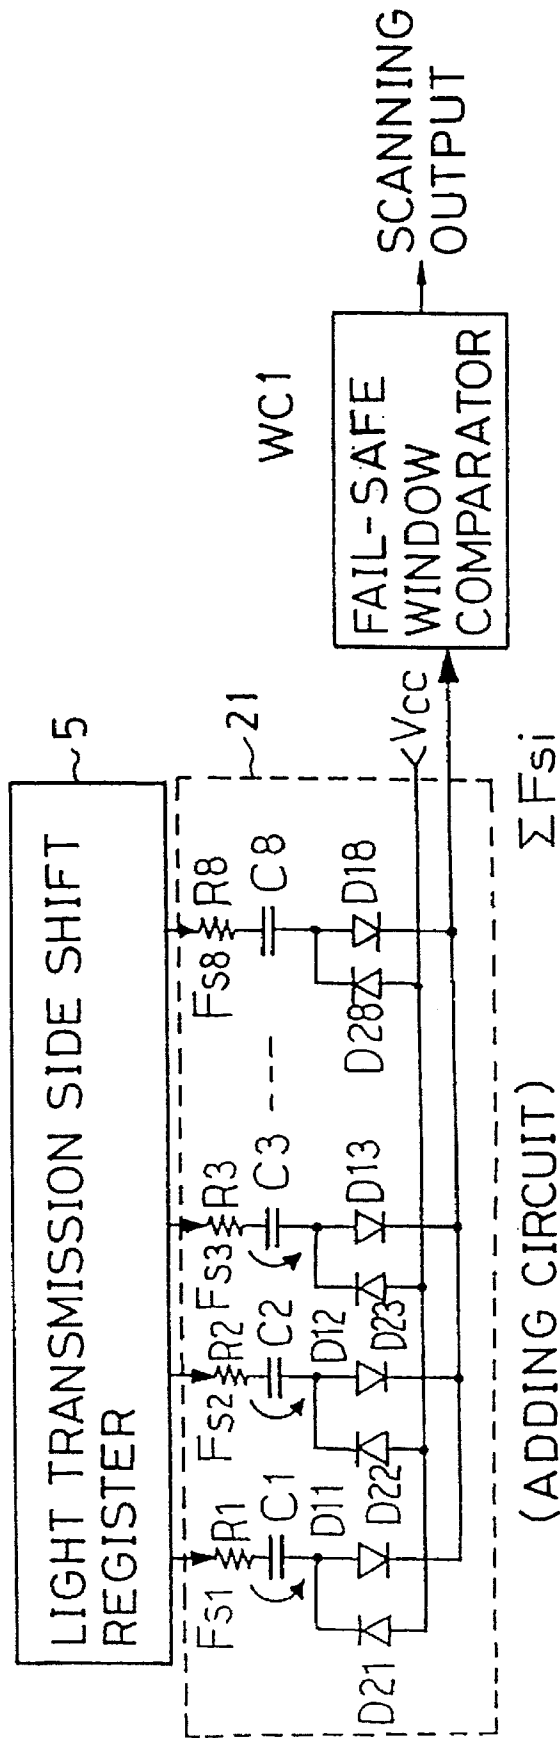 LIGHT TRANSMISSION SIDE SHIFT
REGISTER
5
21
Fs1 R1
Fs2 R2
Fs3 R3
Fs8 R8
C1
C2
C3
C8
D11
D12
D13
D18
D21
D22
D23
D28
Vcc
WC1
FAIL-SAFE
WINDOW
COMPARATOR
SCANNING
OUTPUT
(ADDING CIRCUIT)
ΣFsi